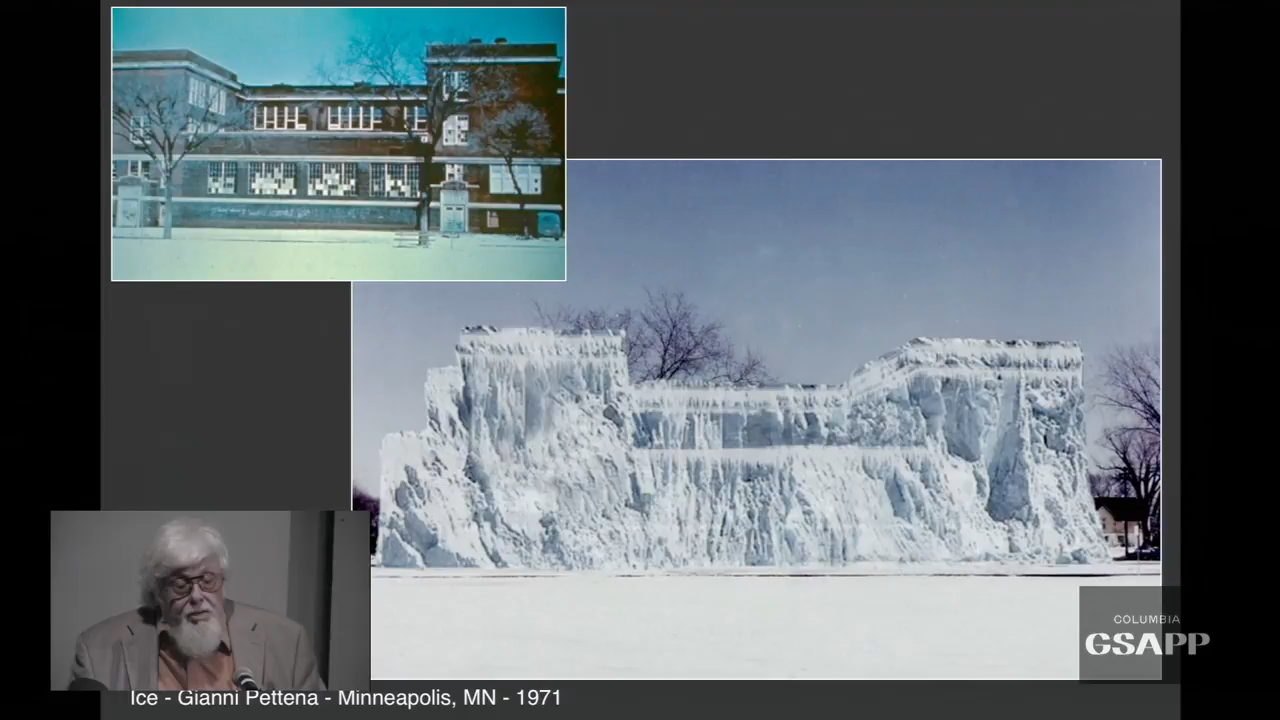 COLUMBIA
GSAPP
Ice - Gianni Pettena - Minneapolis, MN - 1971